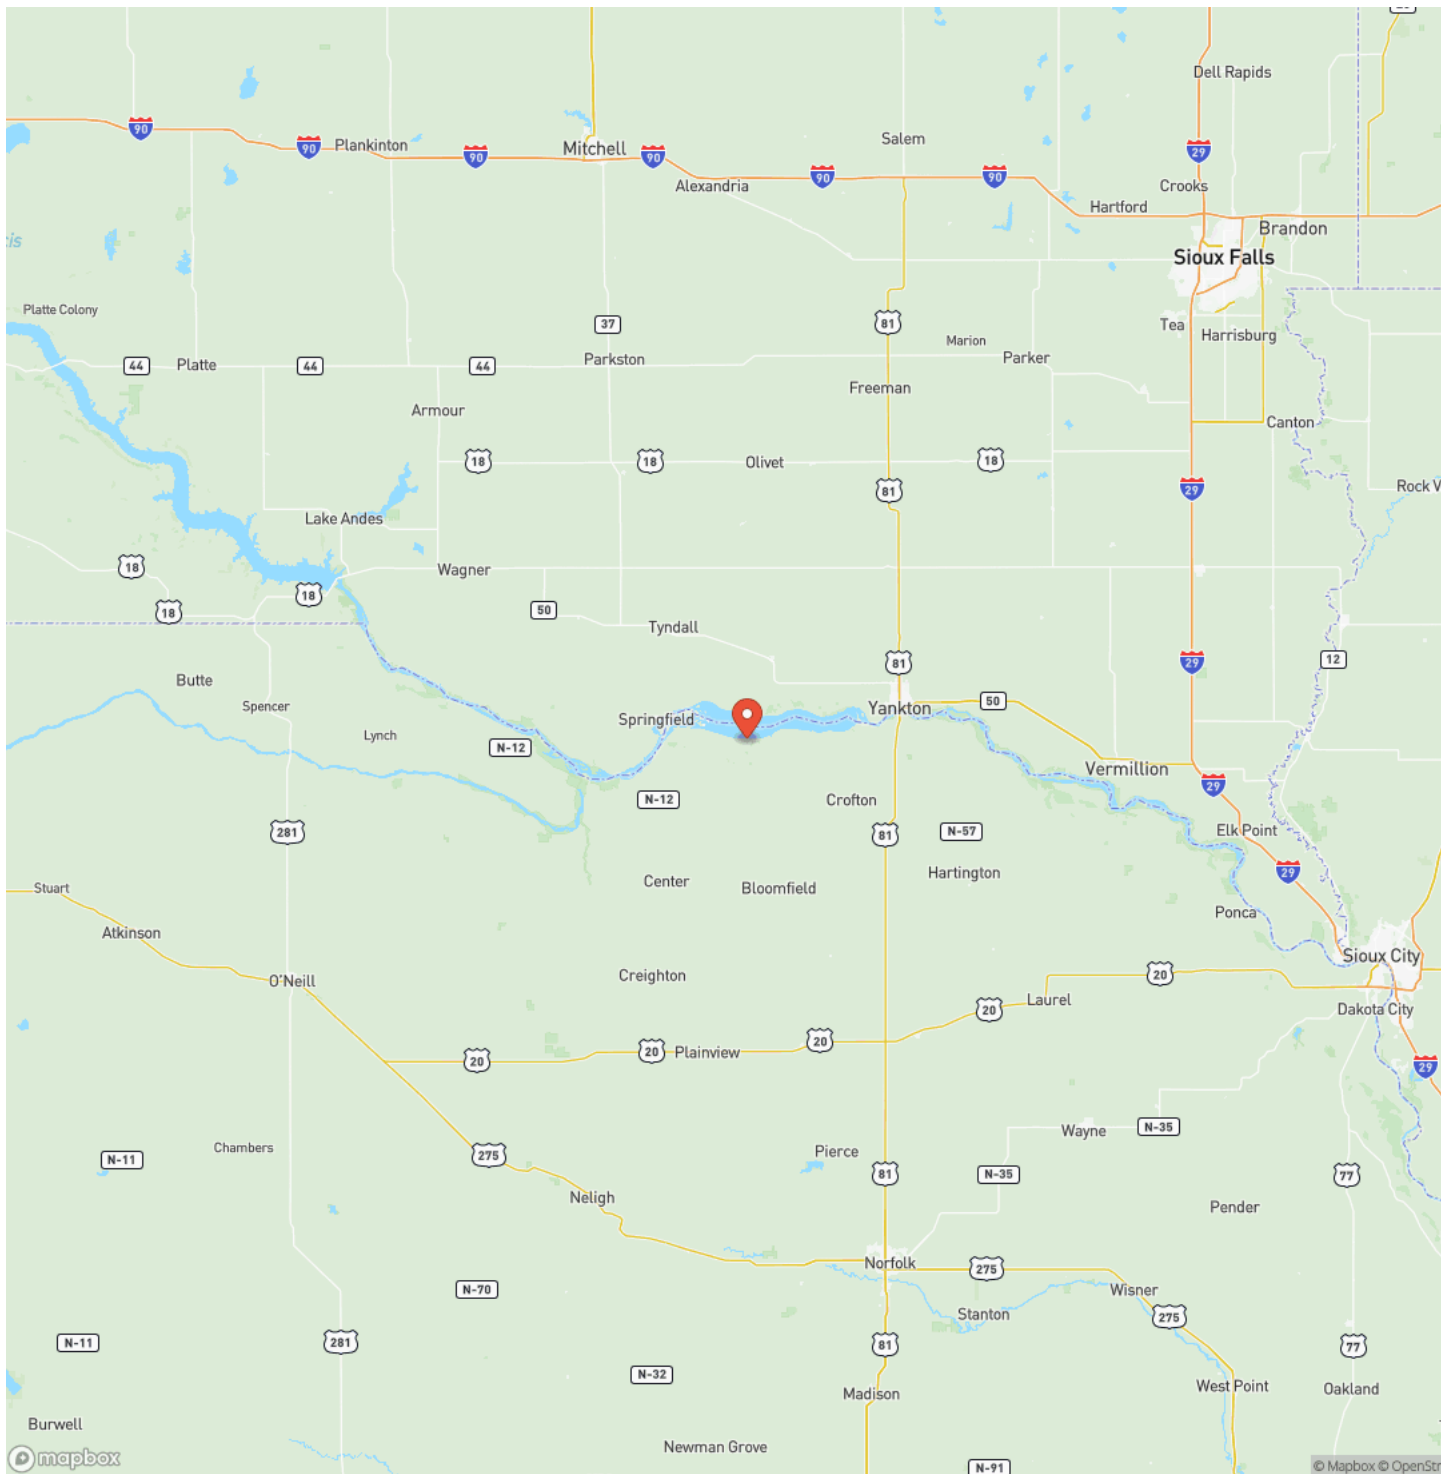 Dell Rapids
90
Plankinton
90
Mitchell
90
90
Salem
29
Alexandria
90
90
Crooks
Hartford
Brandon
cis
Sioux Falls
Platte Colony
37
81
Tea
Harrisburg
Marion
44
Platte
44
44
Parkston
Parker
Freeman
Armour
Canton
18
18
Olivet
18
81
29
Rock V
Lake Andes
18
Wagner
18
18
50
Tyndall
81
29
12
Butte
Spencer
Springfield
Yankton
50
Lynch
N-12
Vermillion
29
N-12
Crofton
281
81
N-57
Elk Point
Stuart
Center
Bloomfield
Hartington
29
Ponca
Atkinson
Sioux City
O'Neill
Creighton
20
Laurel
20
Dakota City
20
20
Plainview
20
29
Chambers
N-11
275
Pierce
Wayne
N-35
81
N-35
77
Neligh
Pender
Norfolk
275
N-70
Wisner
Stanton
275
N-11
281
81
77
N-32
Madison
West Point
Oakland
Burwell
Newman Grove
mapbox
N-91
© Mapbox © OpenStr